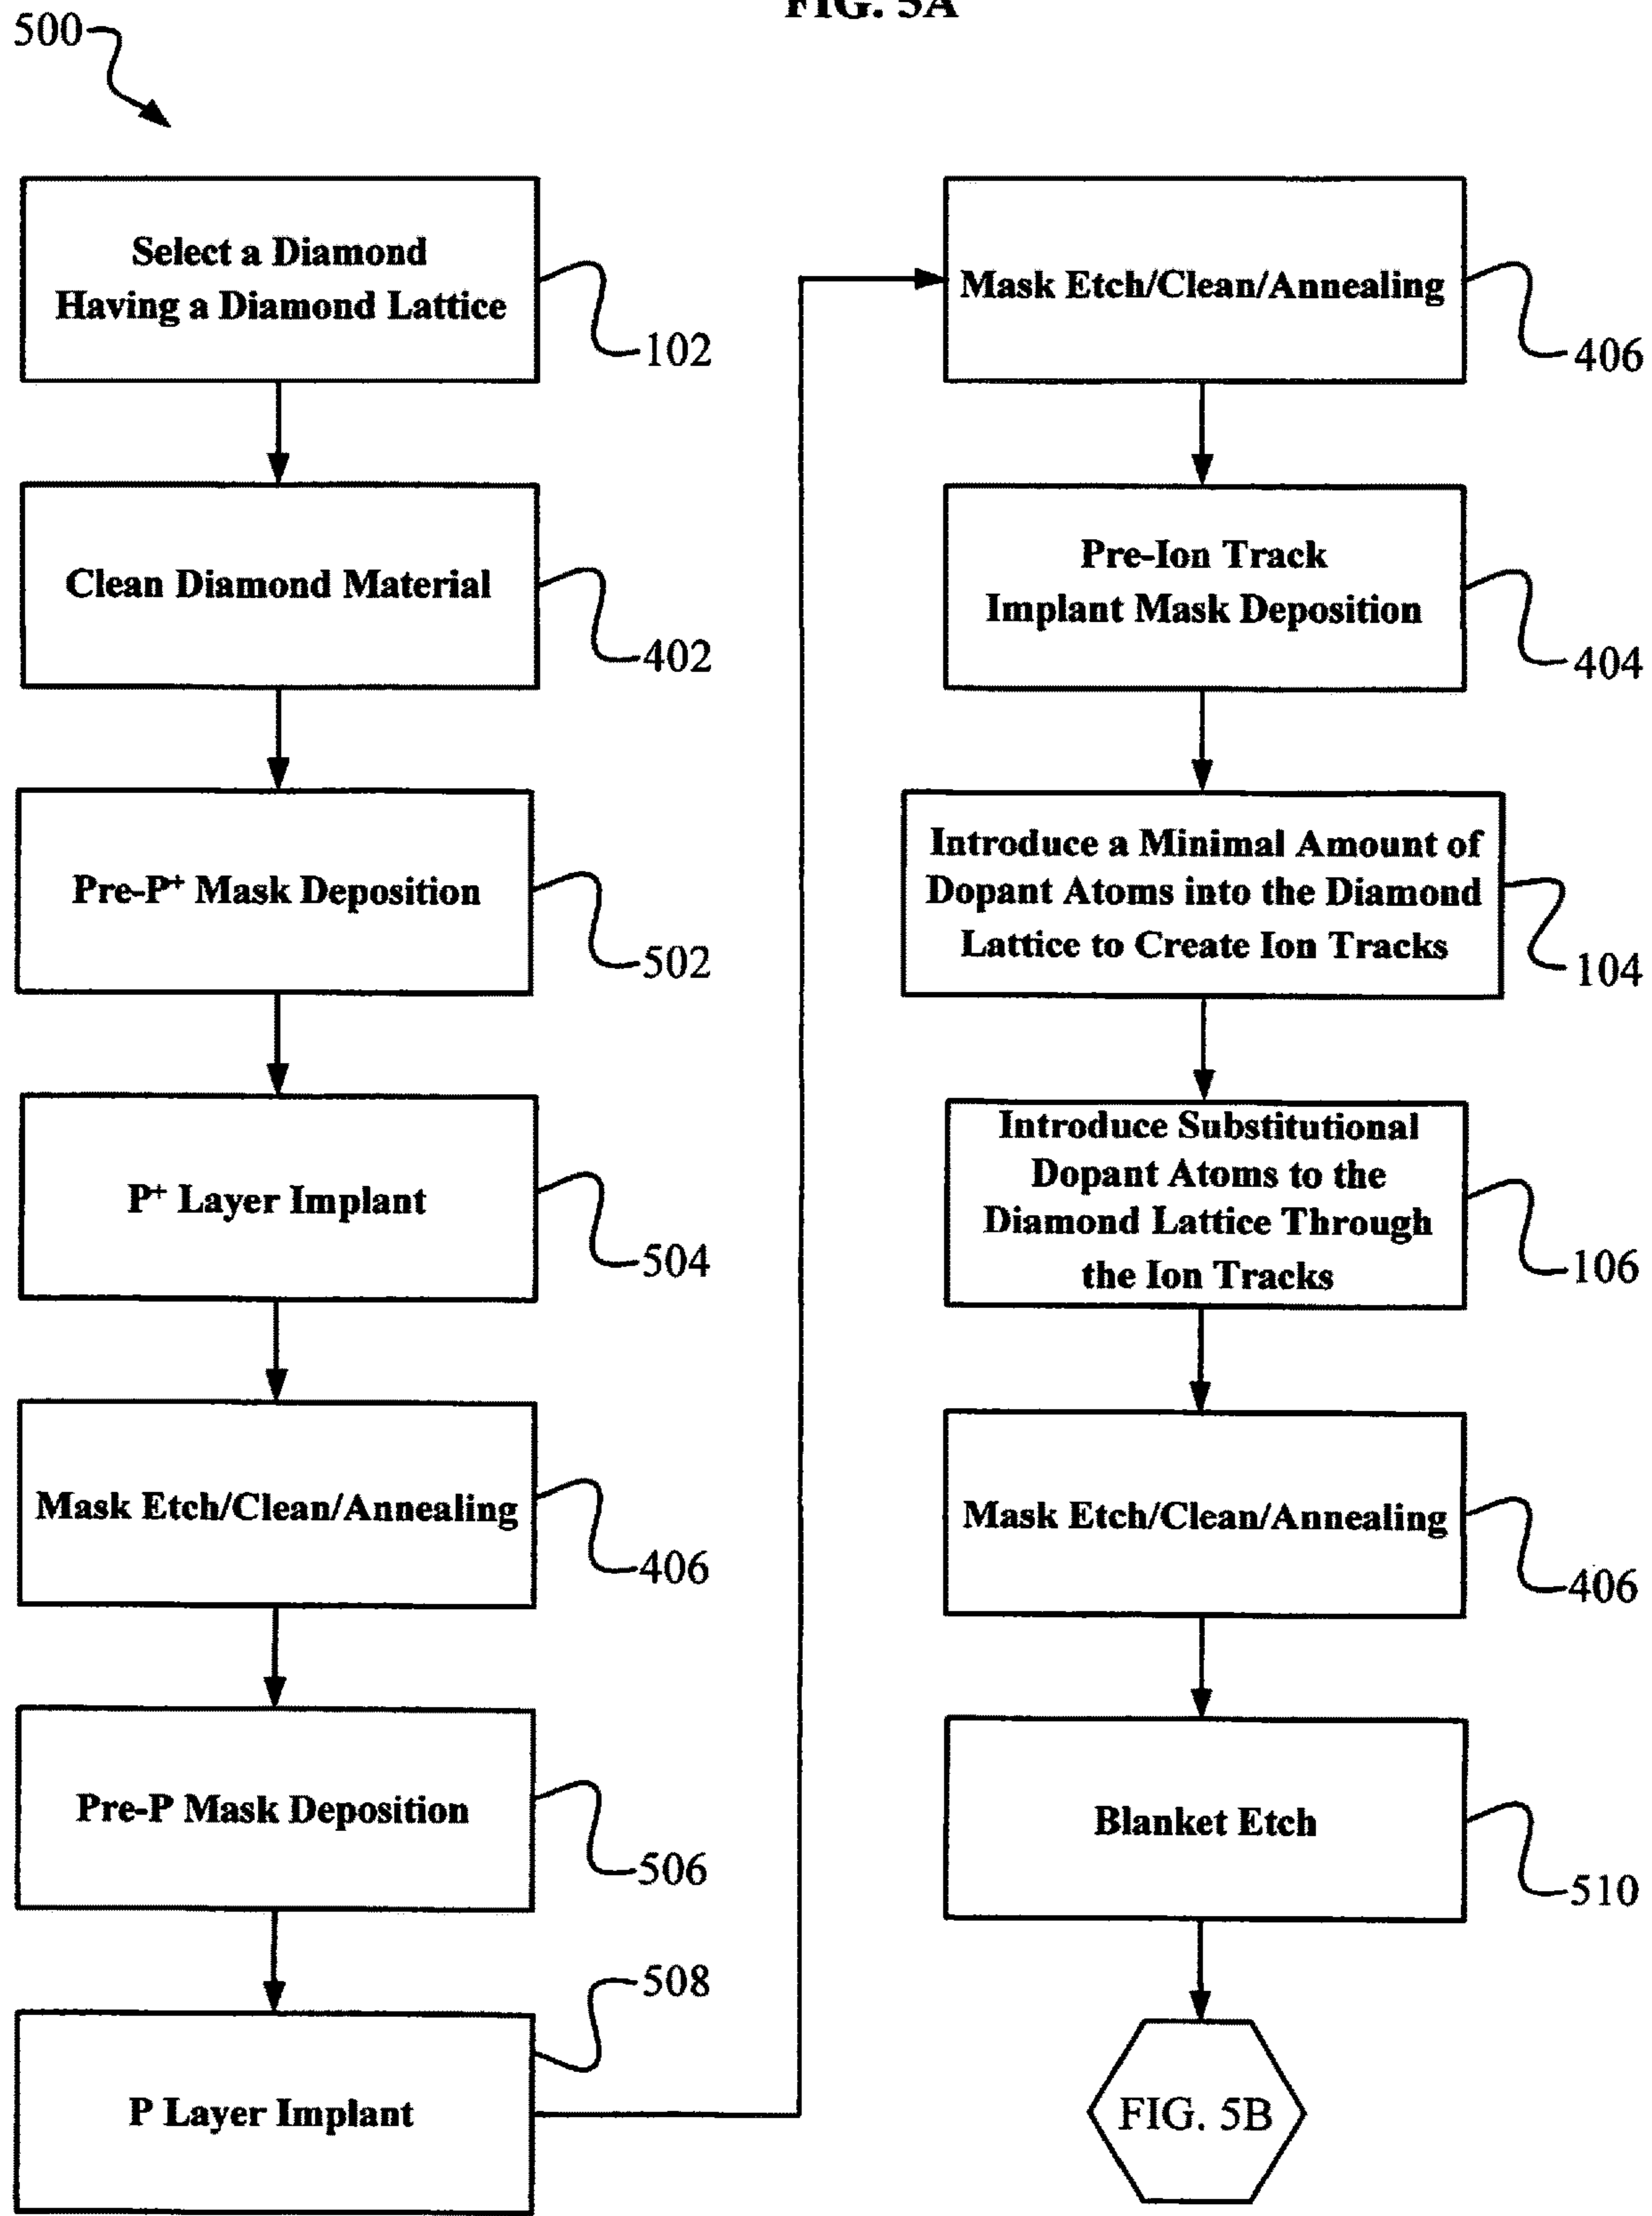 FIG. 5A
500
Select a Diamond
Having a Diamond Lattice
102
Clean Diamond Material
402
Pre-P⁺ Mask Deposition
502
P⁺ Layer Implant
504
Mask Etch/Clean/Annealing
406
Pre-P Mask Deposition
506
508
P Layer Implant
Mask Etch/Clean/Annealing
406
Pre-Ion Track
Implant Mask Deposition
404
Introduce a Minimal Amount of
Dopant Atoms into the Diamond
Lattice to Create Ion Tracks
104
Introduce Substitutional
Dopant Atoms to the
Diamond Lattice Through
the Ion Tracks
106
Mask Etch/Clean/Annealing
406
Blanket Etch
510
FIG. 5B